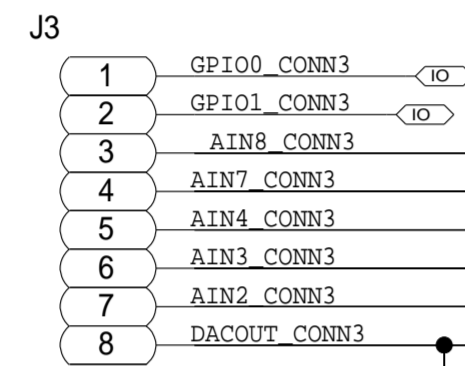 J3
1 GPIO0_CONN3 IO
2 GPIO1_CONN3 IO
3 AIN8_CONN3
4 AIN7_CONN3
5 AIN4_CONN3
6 AIN3_CONN3
7 AIN2_CONN3
8 DACOUT_CONN3